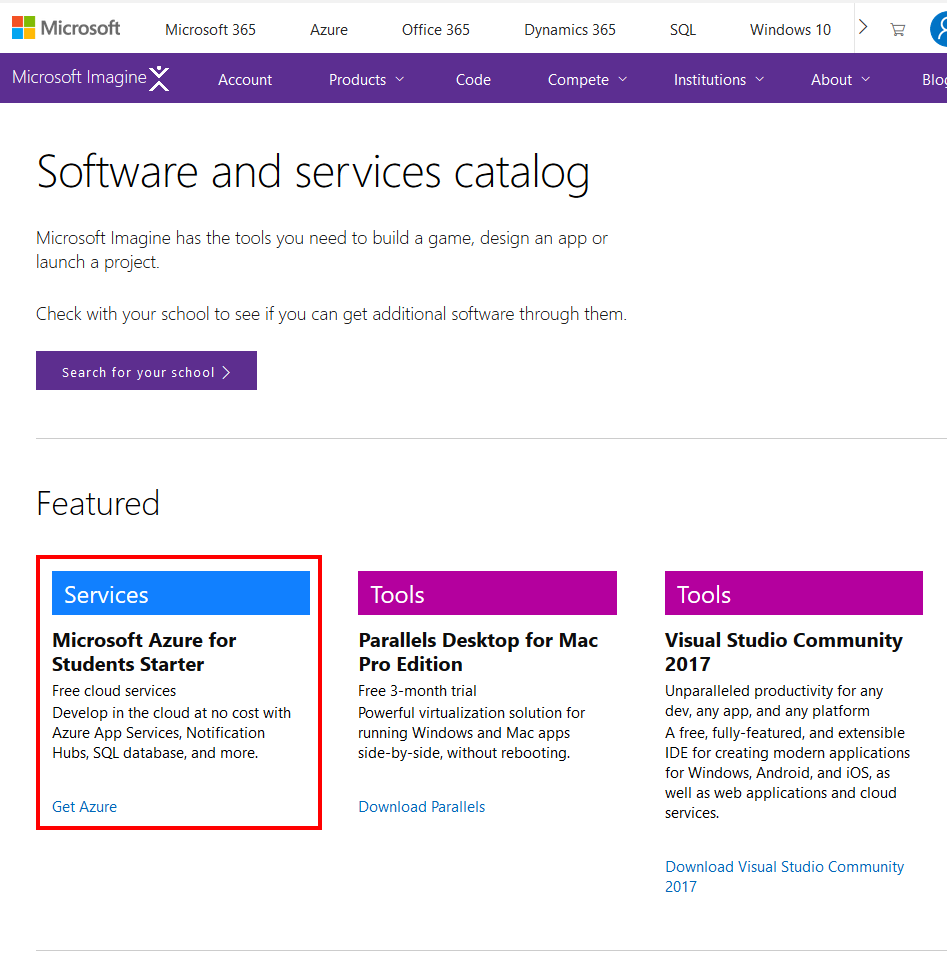 Microsoft
Microsoft 365
Azure
Office 365
Dynamics 365
SQL
Windows 10
Microsoft Imagine
Account
Products
Code
Compete
Institutions
About
Software and services catalog
Microsoft Imagine has the tools you need to build a game, design an app or
launch a project.
Check with your school to see if you can get additional software through them.
Search for your school
Featured
Services
Microsoft Azure for
Students Starter
Free cloud services
Develop in the cloud at no cost with
Azure App Services, Notification
Hubs, SQL database, and more.
Get Azure
Tools
Parallels Desktop for Mac
Pro Edition
Free 3-month trial
Powerful virtualization solution for
running Windows and Mac apps
side-by-side, without rebooting.
Download Parallels
Tools
Visual Studio Community
2017
Unparalleled productivity for any
dev, any app, and any platform
A free, fully-featured, and extensible
IDE for creating modern applications
for Windows, Android, and iOS, as
well as web applications and cloud
services.
Download Visual Studio Community
2017